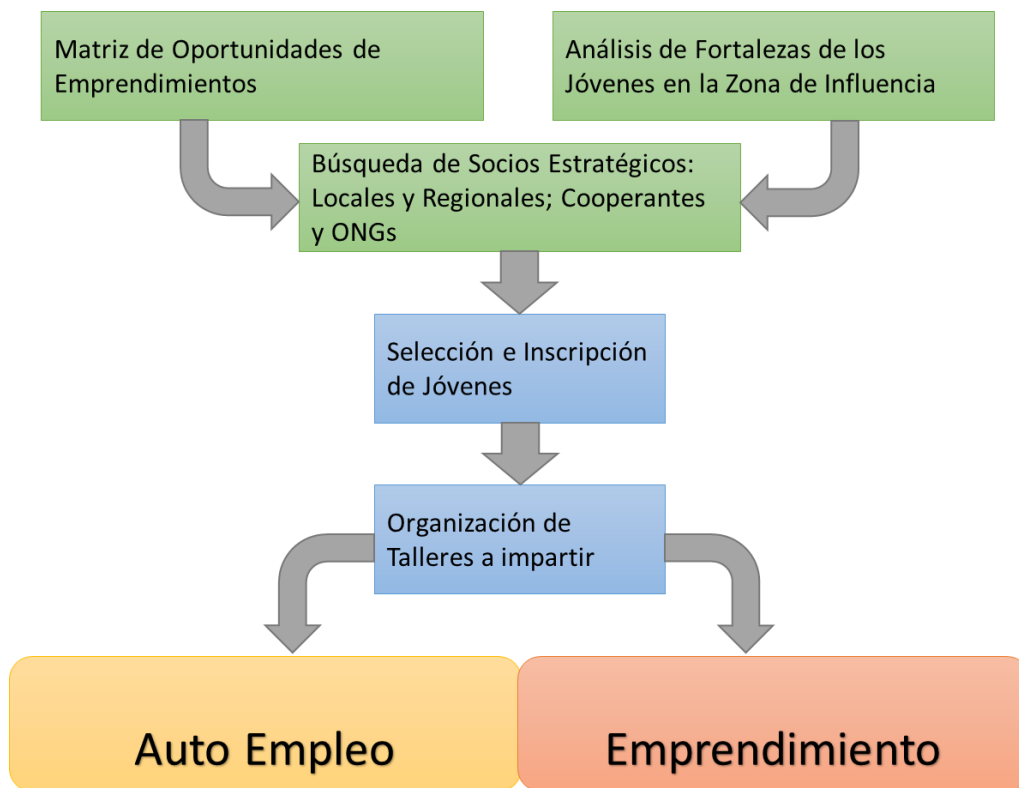 Matriz de Oportunidades de
Emprendimientos
Análisis de Fortalezas de los
Jóvenes en la Zona de Influencia
Búsqueda de Socios Estratégicos:
Locales y Regionales; Cooperantes
y ONGs
Selección e Inscripción
de Jóvenes
Organización de
Talleres a impartir
Auto Empleo
Emprendimiento